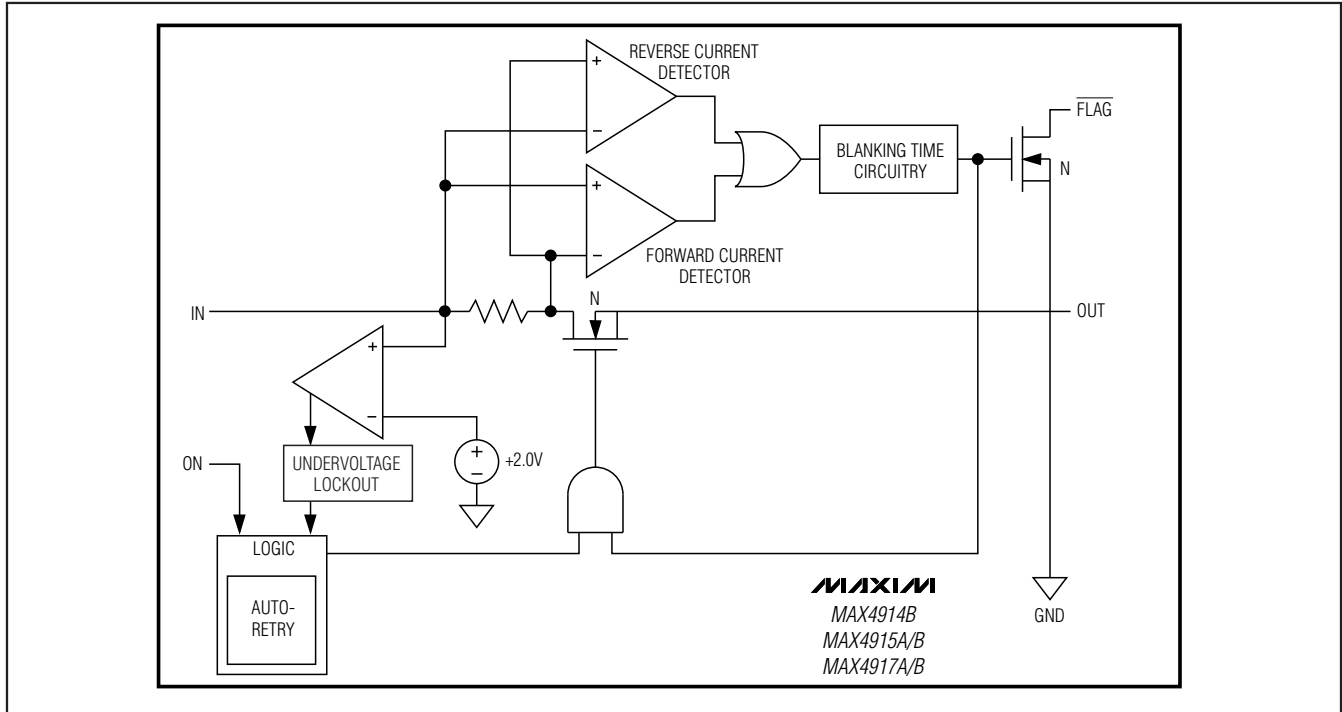 REVERSE CURRENT
DETECTOR
+
−
FLAG
BLANKING TIME
CIRCUITRY
N
+
−
FORWARD CURRENT
DETECTOR
IN
N
OUT
+
−
ON
UNDERVOLTAGE
LOCKOUT
+
−
+2.0V
LOGIC
AUTO-
RETRY
MAXIM
MAX4914B
MAX4915A/B
MAX4917A/B
GND